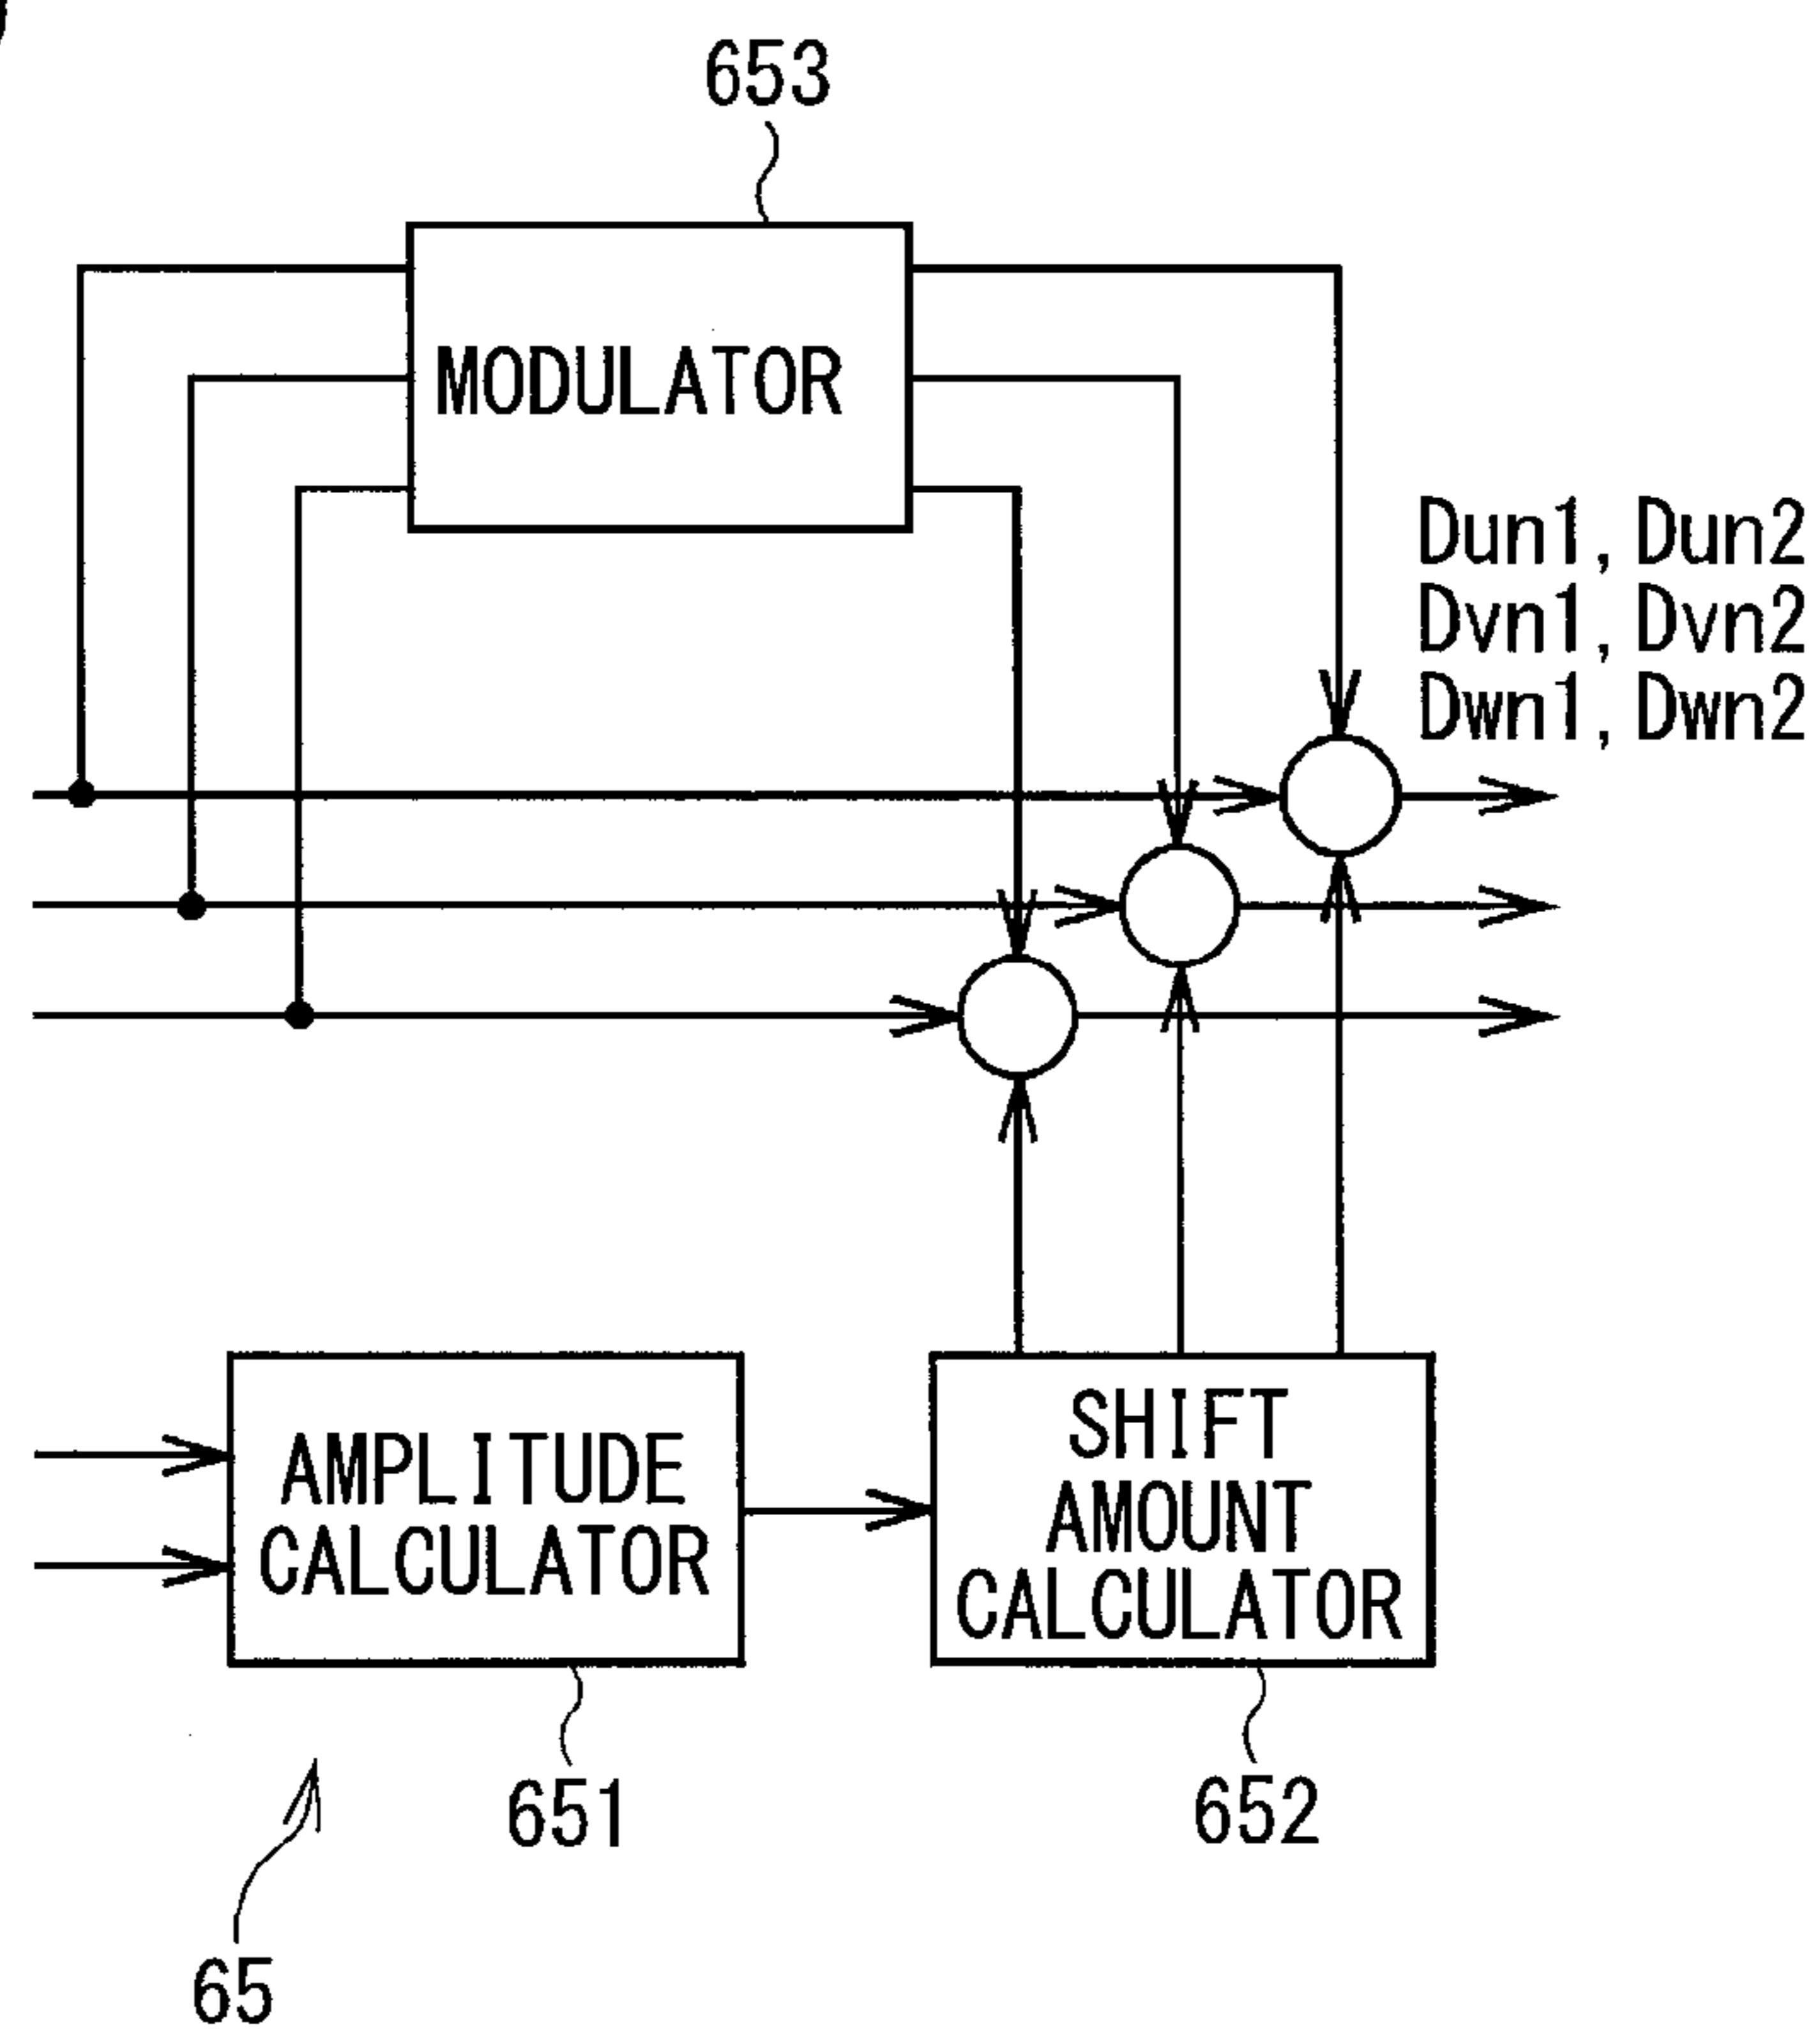 653
MODULATOR
Dun1, Dun2
Dvn1, Dvn2
Dwn1, Dwn2
AMPLITUDE
CALCULATOR
SHIFT
AMOUNT
CALCULATOR
651
652
65